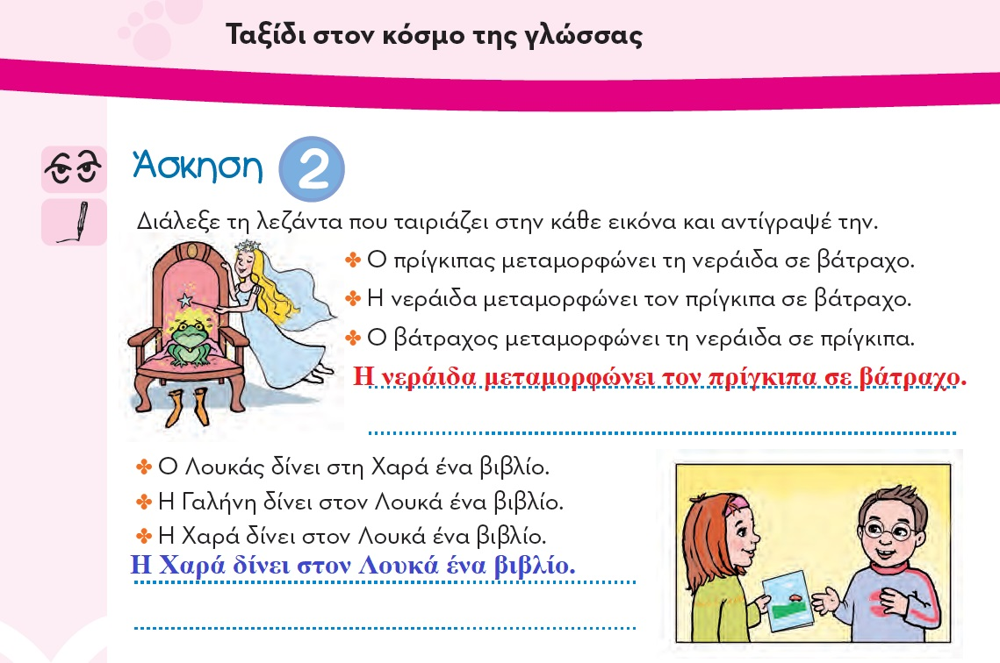 Ταξίδι στον κόσμο της γλώσσας
Άσκηση 2
Διάλεξε τη λεζάντα που ταιριάζει στην κάθε εικόνα και αντίγραψέ την.
✤ Ο πρίγκιπας μεταμορφώνει τη νεράιδα σε βάτραχο.
✤ Η νεράιδα μεταμορφώνει τον πρίγκιπα σε βάτραχο.
✤ Ο βάτραχος μεταμορφώνει τη νεράιδα σε πρίγκιπα.
Η νεράιδα μεταμορφώνει τον πρίγκιπα σε βάτραχο.
✤ Ο Λουκάς δίνει στη Χαρά ένα βιβλίο.
✤ Η Γαλήνη δίνει στον Λουκά ένα βιβλίο.
✤ Η Χαρά δίνει στον Λουκά ένα βιβλίο.
Η Χαρά δίνει στον Λουκά ένα βιβλίο.